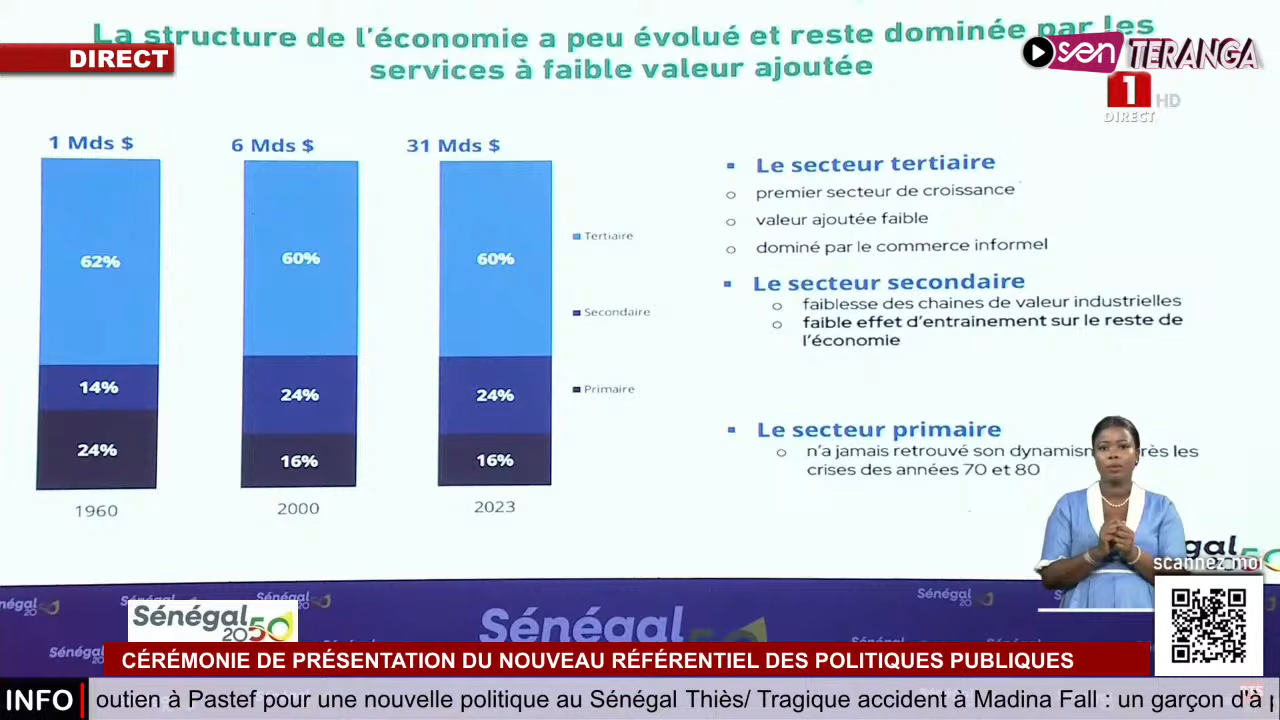 La structure de l'économie a peu évolué et reste dominée par les
services à faible valeur ajoutée
DIRECT
sen TERANGA
1 HD
DIRECT
1 Mds $
6 Mds $
31 Mds $
62%
60%
60%
14%
24%
24%
24%
16%
16%
1960
2000
2023
Tertiaire
Secondaire
Primaire
Le secteur tertiaire
premier secteur de croissance
valeur ajoutée faible
dominé par le commerce informel
Le secteur secondaire
faiblesse des chaines de valeur industrielles
faible effet d'entrainement sur le reste de
l'économie
Le secteur primaire
n'a jamais retrouvé son les
crises des années 70 et 80
scannez moi
Sénégal
2050
Sénégal
50
Sénégal
20
CÉRÉMONIE DE PRÉSENTATION DU NOUVEAU RÉFÉRENTIEL DES POLITIQUES PUBLIQUES
INFO
outien à Pastef pour une nouvelle politique au Sénégal Thiès/ Tragique accident à Madina Fall : un garçon d'à